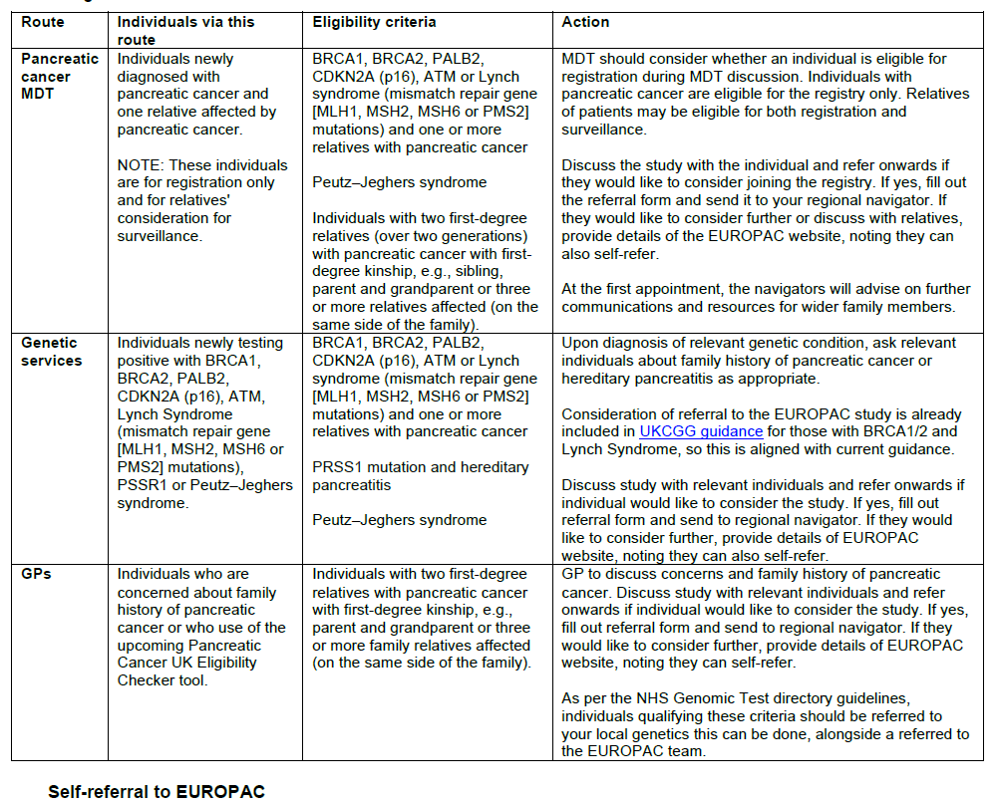 Route
Individuals via this
route
Eligibility criteria
Action
Pancreatic
cancer
MDT
Individuals newly
diagnosed with
pancreatic cancer and
one relative affected by
pancreatic cancer.
NOTE: These individuals
are for registration only
and for relatives'
consideration for
surveillance.
BRCA1, BRCA2, PALB2,
CDKN2A (p16), ATM or Lynch
syndrome (mismatch repair gene
[MLH1, MSH2, MSH6 or PMS2]
mutations) and one or more
relatives with pancreatic cancer
Peutz–Jeghers syndrome
Individuals with two first-degree
relatives (over two generations)
with pancreatic cancer with first-
degree kinship, e.g., sibling,
parent and grandparent or three
or more relatives affected (on the
same side of the family).
MDT should consider whether an individual is eligible for
registration during MDT discussion. Individuals with
pancreatic cancer are eligible for the registry only. Relatives
of patients may be eligible for both registration and
surveillance.
Discuss the study with the individual and refer onwards if
they would like to consider joining the registry. If yes, fill out
the referral form and send it to your regional navigator. If
they would like to consider further or discuss with relatives,
provide details of the EUROPAC website, noting they can
also self-refer.
At the first appointment, the navigators will advise on further
communications and resources for wider family members.
Genetic
services
Individuals newly testing
positive with BRCA1,
BRCA2, PALB2,
CDKN2A (p16), ATM,
Lynch Syndrome
(mismatch repair gene
[MLH1, MSH2, MSH6 or
PMS2] mutations),
PSSR1 or Peutz–Jeghers
syndrome.
BRCA1, BRCA2, PALB2,
CDKN2A (p16), ATM or Lynch
syndrome (mismatch repair gene
[MLH1, MSH2, MSH6 or PMS2]
mutations) and one or more
relatives with pancreatic cancer
PRSS1 mutation and hereditary
pancreatitis
Peutz–Jeghers syndrome
Upon diagnosis of relevant genetic condition, ask relevant
individuals about family history of pancreatic cancer or
hereditary pancreatitis as appropriate.
Consideration of referral to the EUROPAC study is already
included in UKCGG guidance for those with BRCA1/2 and
Lynch Syndrome, so this is aligned with current guidance.
Discuss study with relevant individuals and refer onwards if
individual would like to consider the study. If yes, fill out
referral form and send to regional navigator. If they would
like to consider further, provide details of EUROPAC
website, noting they can also self-refer.
GPs
Individuals who are
concerned about family
history of pancreatic
cancer or who use of the
upcoming Pancreatic
Cancer UK Eligibility
Checker tool.
Individuals with two first-degree
relatives with pancreatic cancer
with first-degree kinship, e.g.,
parent and grandparent or three
or more family relatives affected
(on the same side of the family).
GP to discuss concerns and family history of pancreatic
cancer. Discuss study with relevant individuals and refer
onwards if individual would like to consider the study. If yes,
fill out referral form and send to regional navigator. If they
would like to consider further, provide details of EUROPAC
website, noting they can self-refer.
As per the NHS Genomic Test directory guidelines,
individuals qualifying these criteria should be referred to
your local genetics this can be done, alongside a referred to
the EUROPAC team.
Self-referral to EUROPAC